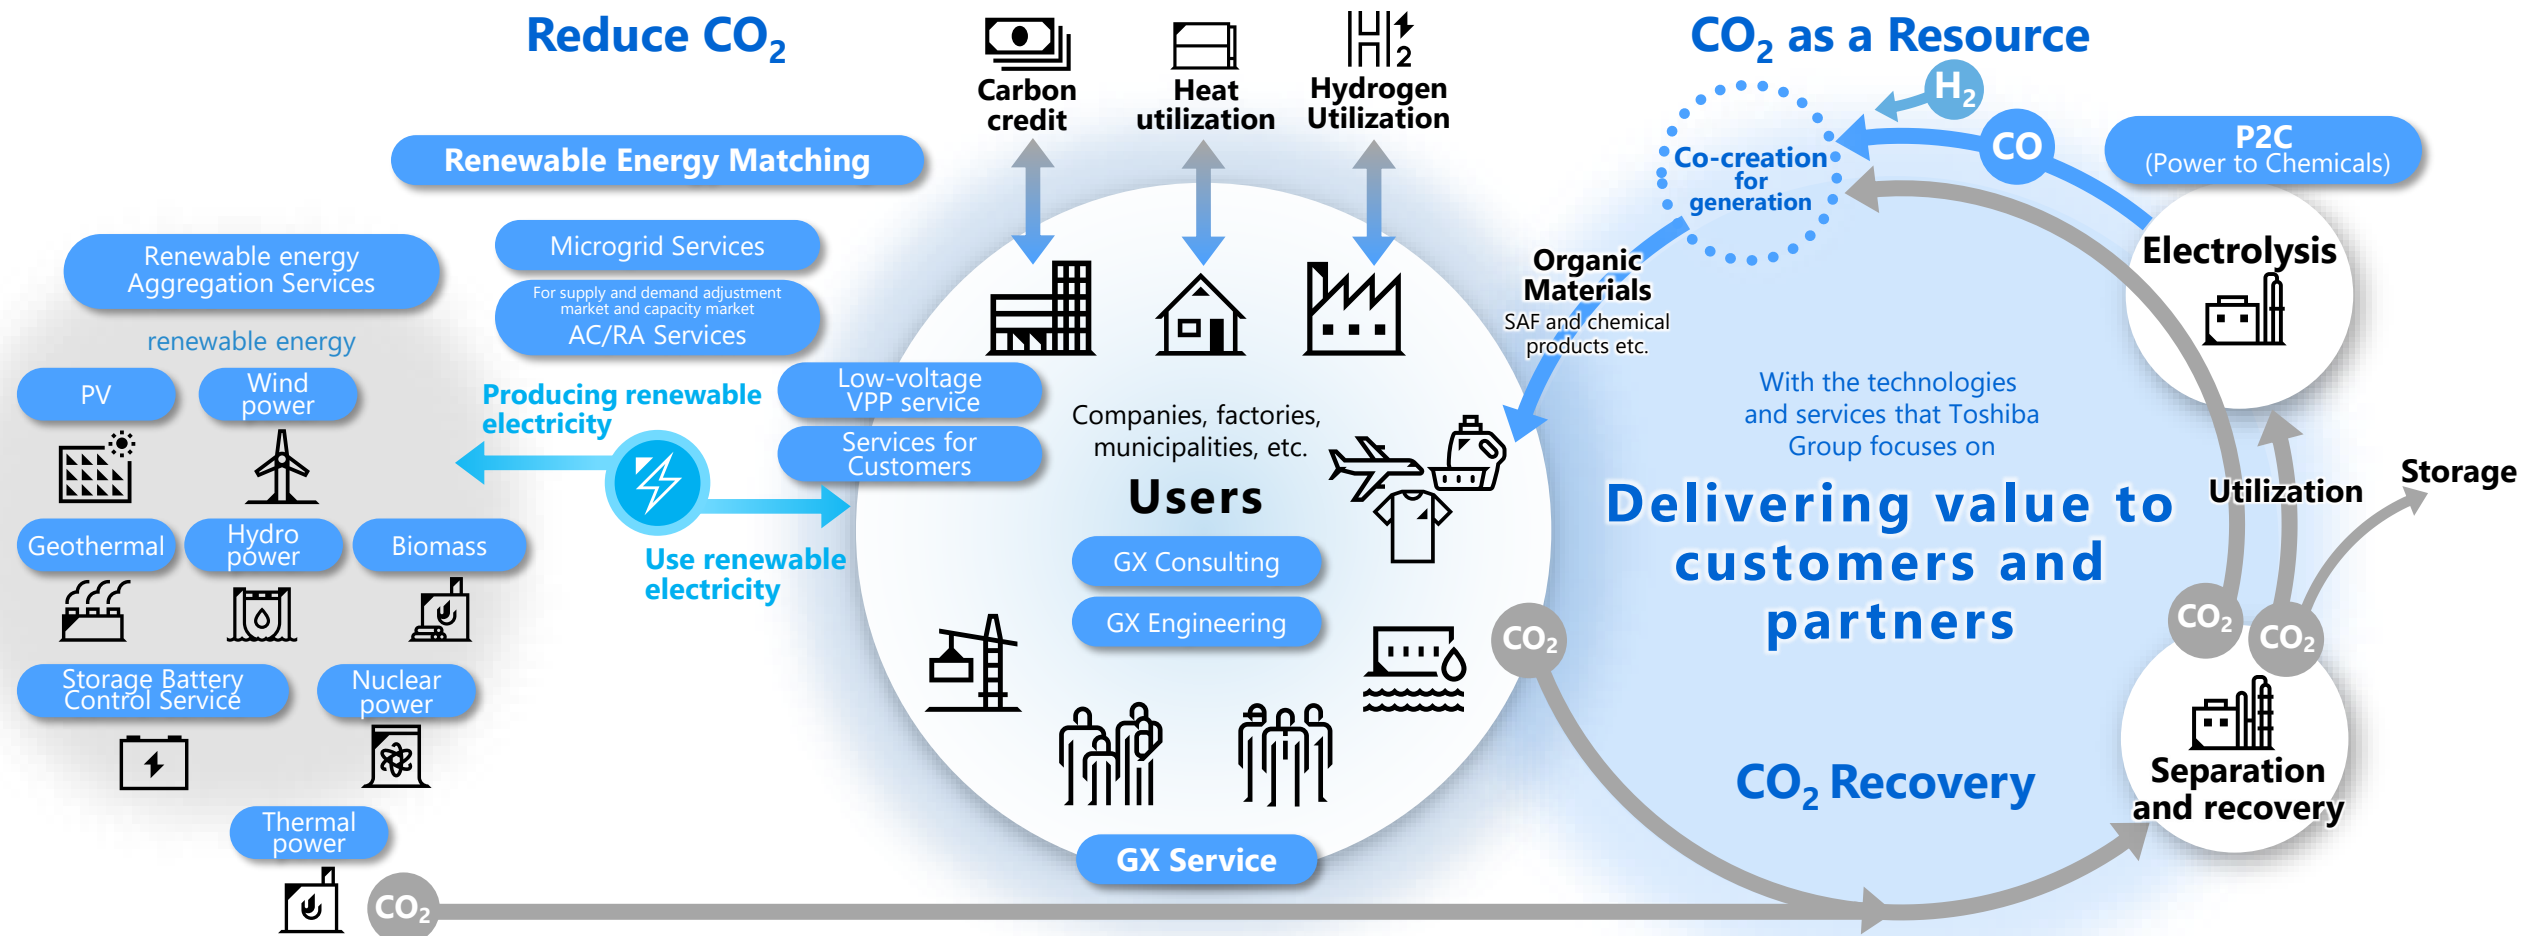 Reduce CO₂
CO₂ as a Resource
Carbon
credit
Heat
utilization
H₂
Hydrogen
Utilization
Renewable Energy Matching
Renewable energy
Aggregation Services
Microgrid Services
For supply and demand adjustment
market and capacity market
AC/RA Services
Low-voltage
VPP service
Services for
Customers
renewable energy
PV
Wind
power
Geothermal
Hydro
power
Biomass
Storage Battery
Control Service
Nuclear
power
Thermal
power
CO₂
Producing renewable
electricity
Use renewable
electricity
Companies, factories,
municipalities, etc.
Users
GX Consulting
GX Engineering
GX Service
H₂
CO
Co-creation
for
generation
P2C
(Power to Chemicals)
Electrolysis
Organic
Materials
SAF and chemical
products etc.
With the technologies
and services that Toshiba
Group focuses on
Delivering value to
customers and
partners
Utilization
Storage
CO₂
CO₂
CO₂
CO₂ Recovery
Separation
and recovery